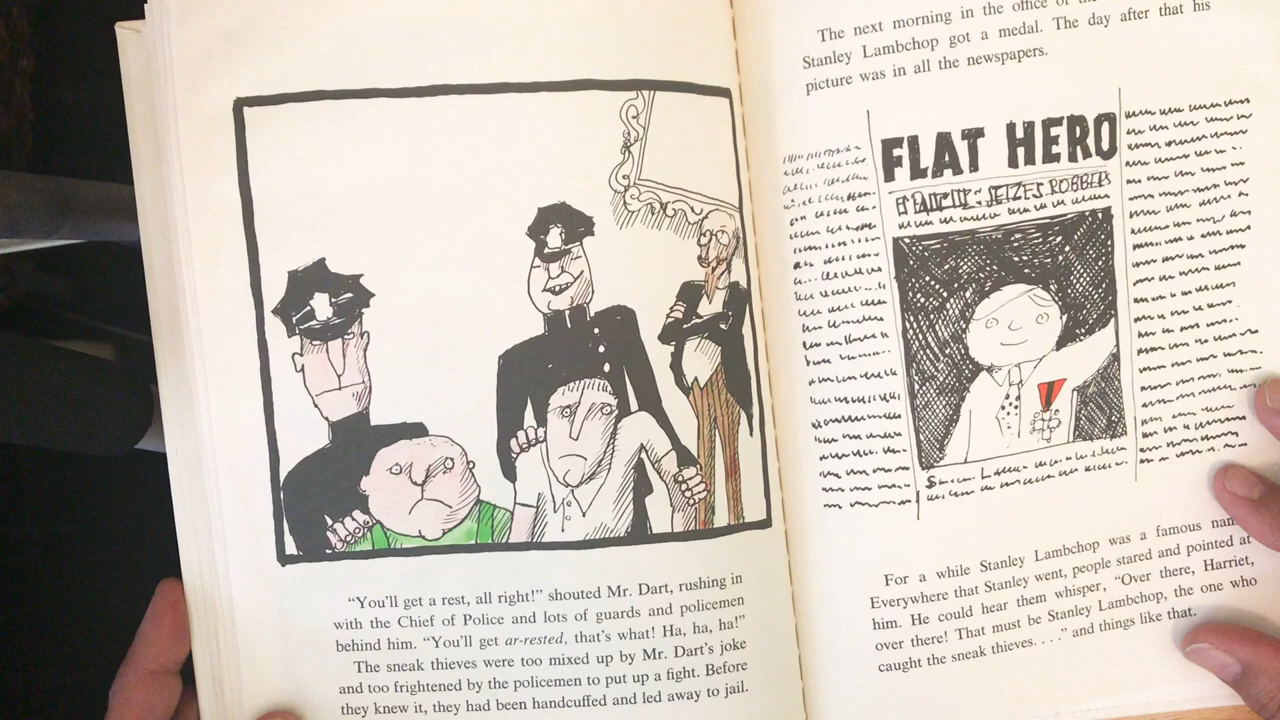 “You’ll get a rest, all right!” shouted Mr. Dart, rushing in
with the Chief of Police and lots of guards and policemen
behind him. “You’ll get ar-rested, that’s what! Ha, ha, ha!”
The sneak thieves were too mixed up by Mr. Dart’s joke
and too frightened by the policemen to put up a fight. Before
they knew it, they had been handcuffed and led away to jail.
The next morning in the office of the
Stanley Lambchop got a medal. The day after that his
picture was in all the newspapers.
FLAT HERO
SEIZES ROBBERS
For a while Stanley Lambchop was a famous
Everywhere that Stanley went, people stared and pointed at
him. He could hear them whisper, “Over there, Harriet,
over there! That must be Stanley Lambchop, the one who
caught the sneak thieves. . . .” and things like that.